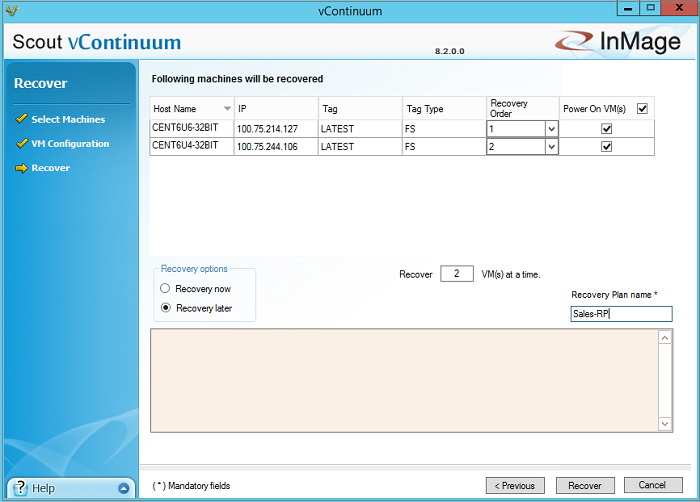 vContinuum
Scout vContinuum
8.2.0.0
InMage
Recover
Select Machines
VM Configuration
Recover
Following machines will be recovered
Host Name IP Tag Tag Type Recovery Order Power On VM(s)
CENT6U6-32BIT 100.75.214.127 LATEST FS 1
CENT6U4-32BIT 100.75.244.106 LATEST FS 2
Recovery options
Recovery now
Recovery later
Recover 2 VM(s) at a time.
Recovery Plan name *
Sales-RP
? Help
( * ) Mandatory fields
< Previous Recover Cancel